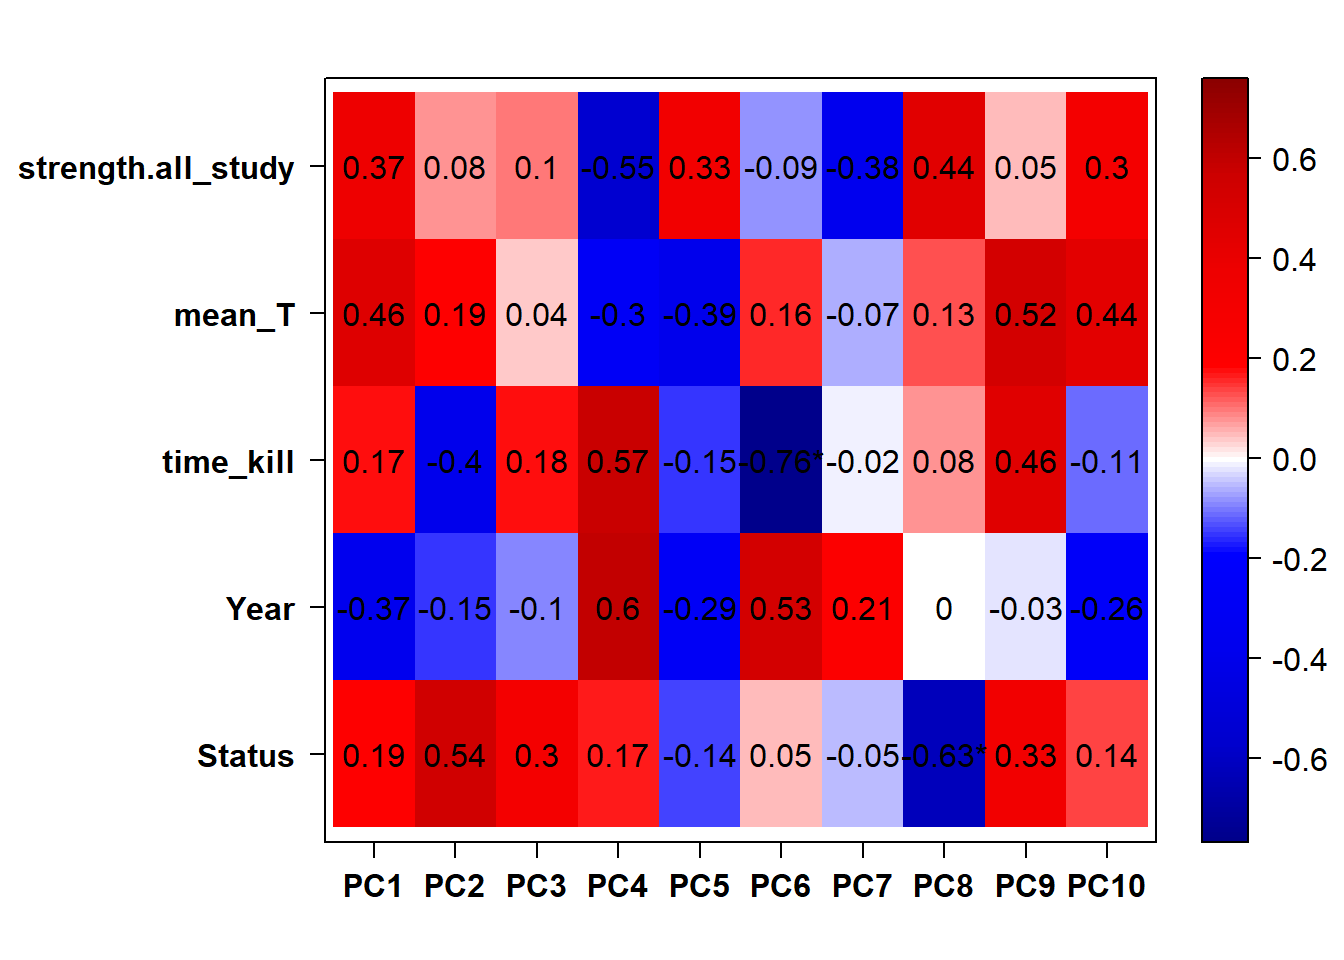 strength.all_study 0.37 0.08 0.1 -0.55 0.33 -0.09 -0.38 0.44 0.05 0.3
mean_T 0.46 0.19 0.04 -0.3 -0.39 0.16 -0.07 0.13 0.52 0.44
time_kill 0.17 -0.4 0.18 0.57 -0.15 -0.76* -0.02 0.08 0.46 -0.11
Year -0.37 -0.15 -0.1 0.6 -0.29 0.53 0.21 0 -0.03 -0.26
Status 0.19 0.54 0.3 0.17 -0.14 0.05 -0.05 -0.63* 0.33 0.14
PC1 PC2 PC3 PC4 PC5 PC6 PC7 PC8 PC9 PC10
0.6
0.4
0.2
0.0
-0.2
-0.4
-0.6